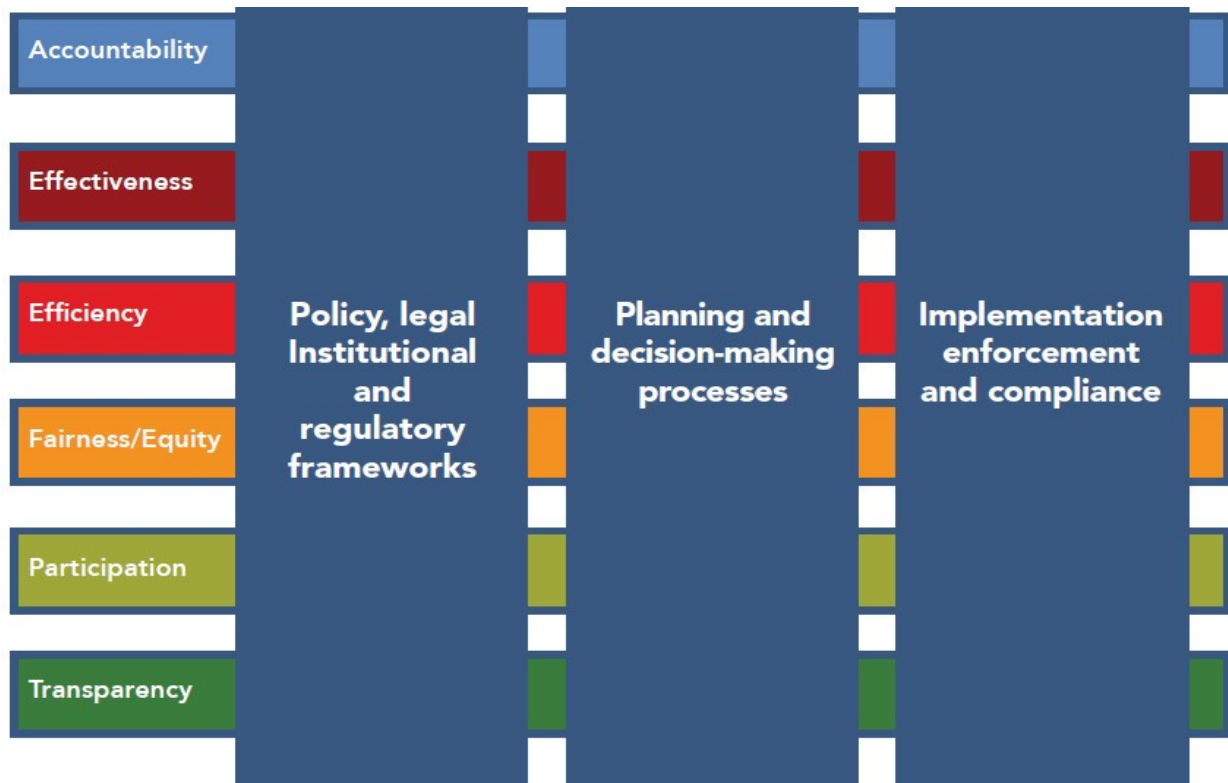 Accountability
Effectiveness
Efficiency
Fairness/Equity
Participation
Transparency
Policy, legal
Institutional
and
regulatory
frameworks
Planning and
decision-making
processes
Implementation
enforcement
and compliance